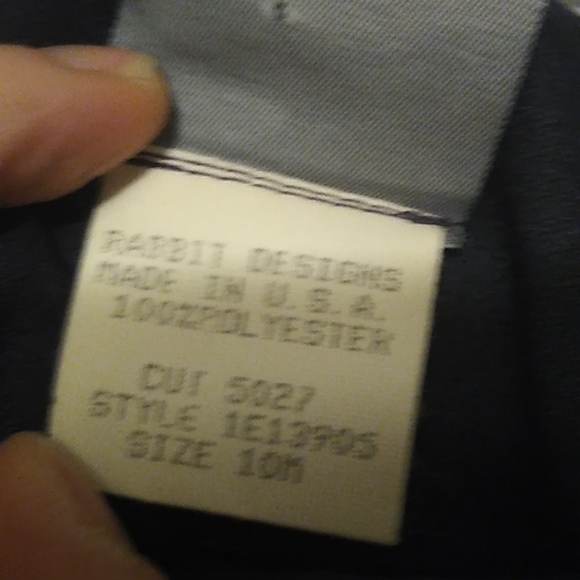 RABBIT DESIGNS
MADE IN U.S.A.
100%POLYESTER
CUT 5027
STYLE 1E13905
SIZE 10M